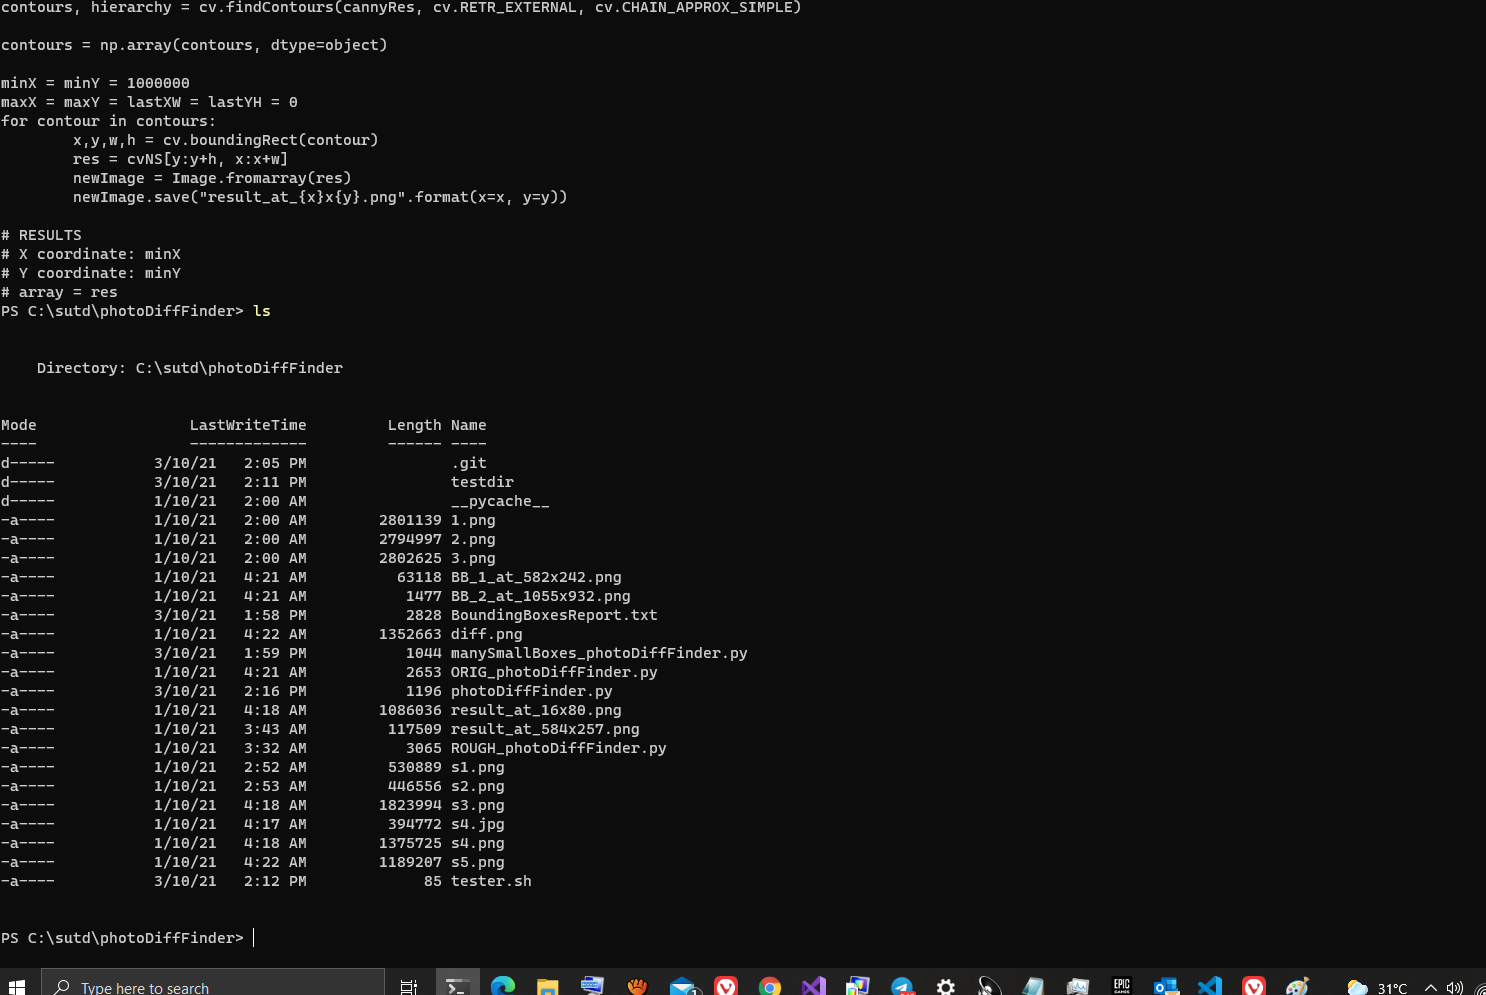 contours, hierarchy = cv.findContours(cannyRes, cv.RETR_EXTERNAL, cv.CHAIN_APPROX_SIMPLE)
contours = np.array(contours, dtype=object)
minX = minY = 1000000
maxX = maxY = lastXW = lastYH = 0
for contour in contours:
        x,y,w,h = cv.boundingRect(contour)
        res = cvNS[y:y+h, x:x+w]
        newImage = Image.fromarray(res)
        newImage.save("result_at_{x}x{y}.png".format(x=x, y=y))
# RESULTS
# X coordinate: minX
# Y coordinate: minY
# array = res
PS C:\sutd\photoDiffFinder> ls
    Directory: C:\sutd\photoDiffFinder
Mode                 LastWriteTime         Length Name
----                 -------------         ------ ----
d-----           3/10/21   2:05 PM                .git
d-----           3/10/21   2:11 PM                testdir
d-----           1/10/21   2:00 AM                __pycache__
-a----           1/10/21   2:00 AM        2801139 1.png
-a----           1/10/21   2:00 AM        2794997 2.png
-a----           1/10/21   2:00 AM        2802625 3.png
-a----           1/10/21   4:21 AM          63118 BB_1_at_582x242.png
-a----           1/10/21   4:21 AM           1477 BB_2_at_1055x932.png
-a----           3/10/21   1:58 PM           2828 BoundingBoxesReport.txt
-a----           1/10/21   4:22 AM        1352663 diff.png
-a----           3/10/21   1:59 PM           1044 manySmallBoxes_photoDiffFinder.py
-a----           1/10/21   4:21 AM           2653 ORIG_photoDiffFinder.py
-a----           3/10/21   2:16 PM           1196 photoDiffFinder.py
-a----           1/10/21   4:18 AM        1086036 result_at_16x80.png
-a----           1/10/21   3:43 AM         117509 result_at_584x257.png
-a----           1/10/21   3:32 AM           3065 ROUGH_photoDiffFinder.py
-a----           1/10/21   2:52 AM         530889 s1.png
-a----           1/10/21   2:53 AM         446556 s2.png
-a----           1/10/21   4:18 AM        1823994 s3.png
-a----           1/10/21   4:17 AM         394772 s4.jpg
-a----           1/10/21   4:18 AM        1375725 s4.png
-a----           1/10/21   4:22 AM        1189207 s5.png
-a----           3/10/21   2:12 PM             85 tester.sh
PS C:\sutd\photoDiffFinder>
Type here to search
1
EPIC
GAMES
31°C